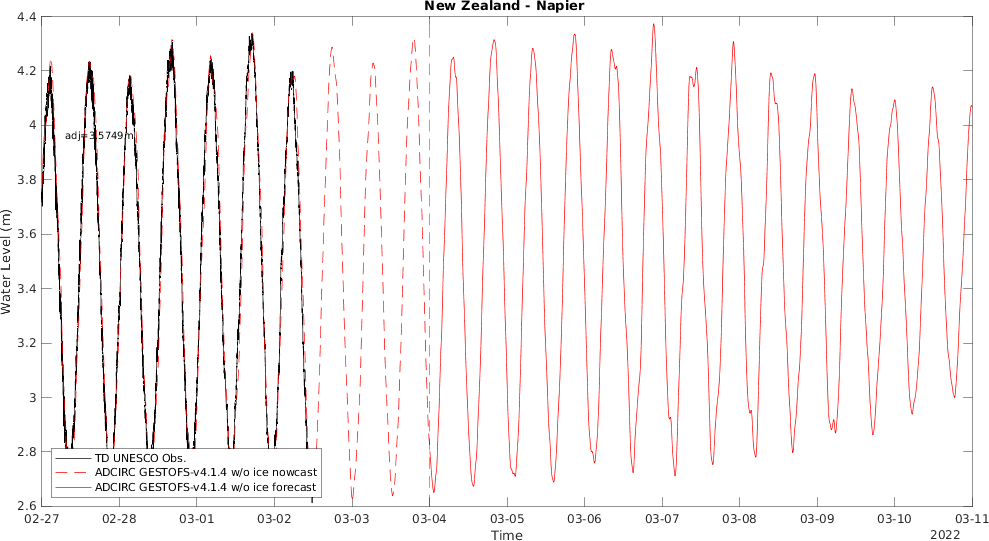 New Zealand - Napier
4.4
4.2
4
3.8
3.6
3.4
3.2
3
2.8
2.6
Water Level (m)
adj=3.5749m
TD UNESCO Obs.
ADCIRC GESTOFS-v4.1.4 w/o ice nowcast
ADCIRC GESTOFS-v4.1.4 w/o ice forecast
02-27 02-28 03-01 03-02 03-03 03-04 03-05 03-06 03-07 03-08 03-09 03-10 03-11
Time
2022